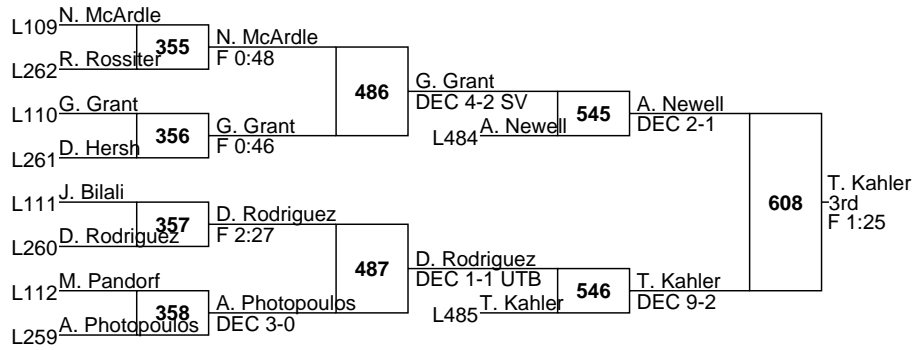 L109 N. McArdle
355
L262 R. Rossiter
N. McArdle
F 0:48
L110 G. Grant
356
L261 D. Hersh
G. Grant
F 0:46
486
G. Grant
DEC 4-2 SV
L484 A. Newell
545
A. Newell
DEC 2-1
L111 J. Bilali
357
L260 D. Rodriguez
D. Rodriguez
F 2:27
L112 M. Pandorf
358
L259 A. Photopoulos
A. Photopoulos
DEC 3-0
487
D. Rodriguez
DEC 1-1 UTB
L485 T. Kahler
546
T. Kahler
DEC 9-2
608
T. Kahler
3rd
F 1:25